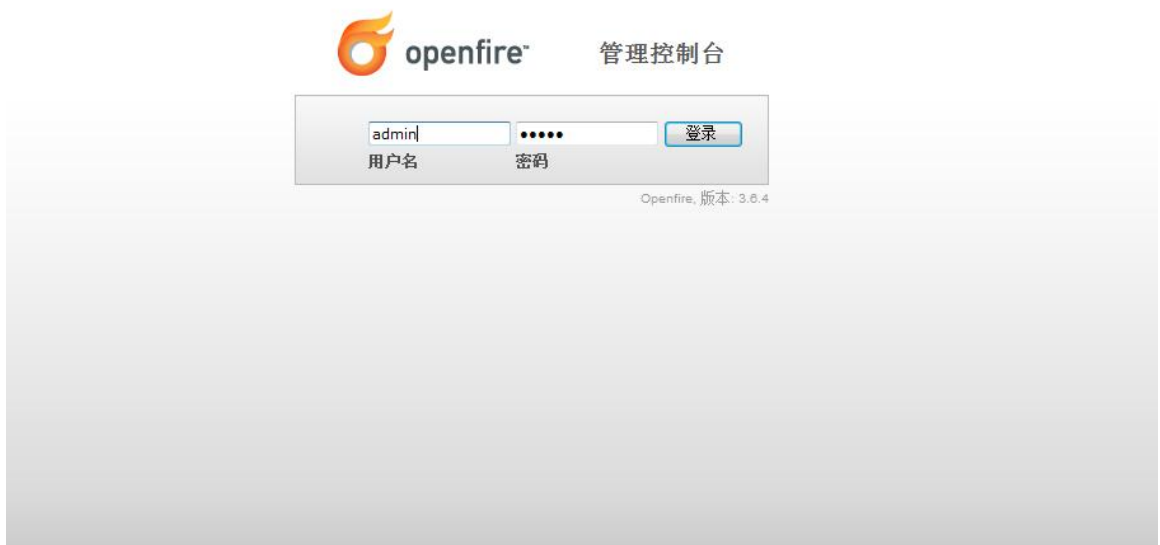 openfire™ 管理控制台
admin ••••• 登录
用户名 密码
Openfire, 版本: 3.6.4